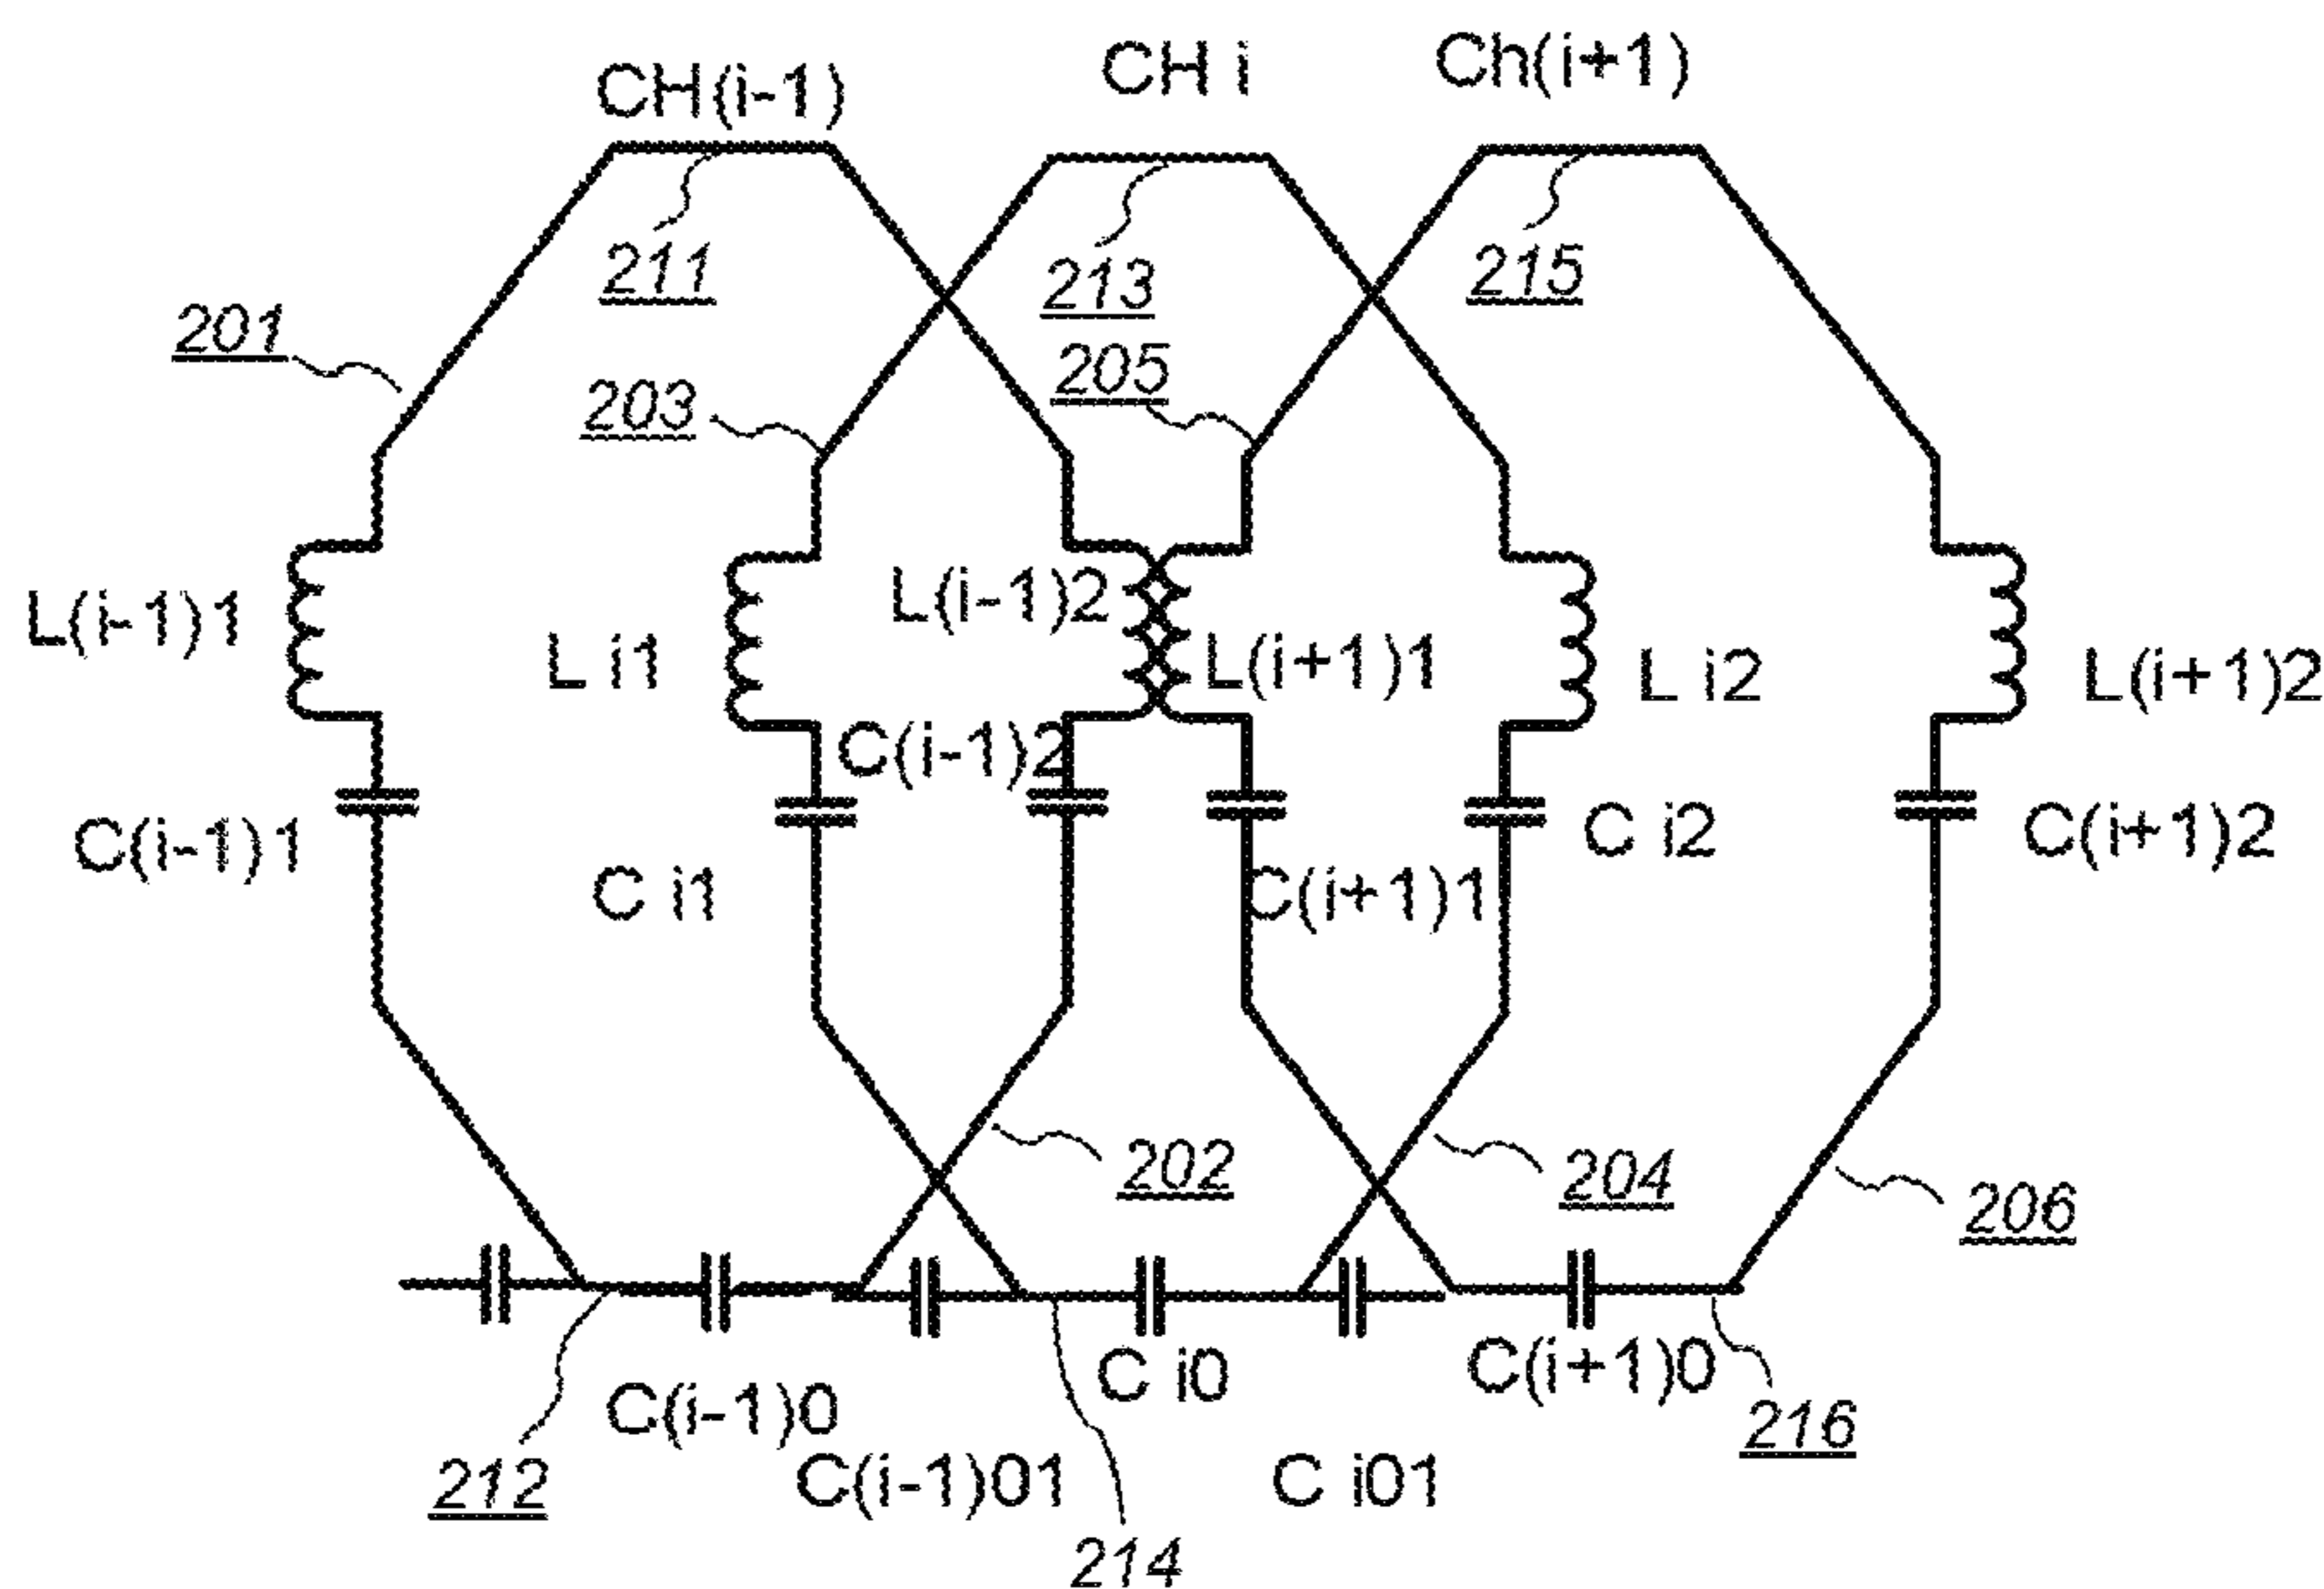 CH(i-1)
CH i
Ch(i+1)
211
213
215
201
203
205
L(i-1)1
L i1
L(i-1)2
L(i+1)1
L i2
L(i+1)2
C(i-1)1
C i1
C(i-1)2
C(i+1)1
C i2
C(i+1)2
202
204
206
C(i-1)0
C i0
C(i+1)0
212
C(i-1)01
C i01
216
214